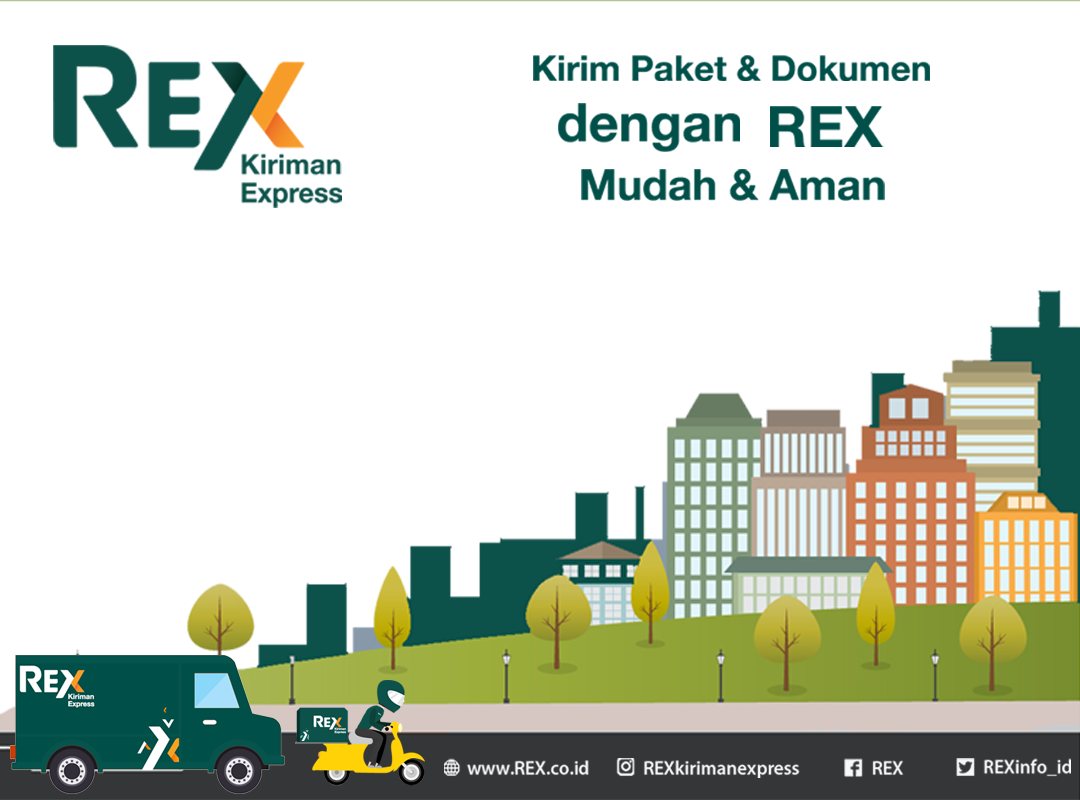 REX
Kiriman
Express
Kirim Paket & Dokumen
dengan REX
Mudah & Aman
REX
Kiriman
Express
REX
Kiriman
Express
www.REX.co.id
REXkirimanexpress
REX
REXinfo_id